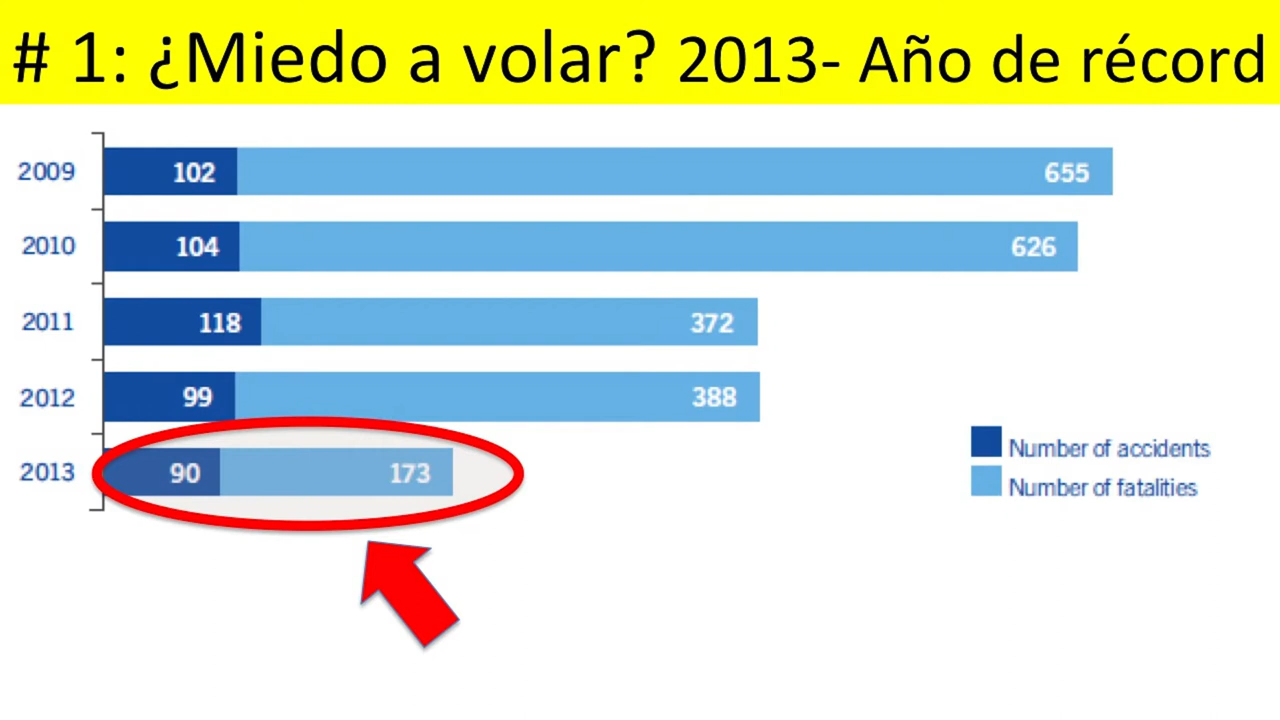 # 1: ¿Miedo a volar? 2013- Año de récord
2009 102 655
2010 104 626
2011 118 372
2012 99 388
2013 90 173
Number of accidents
Number of fatalities